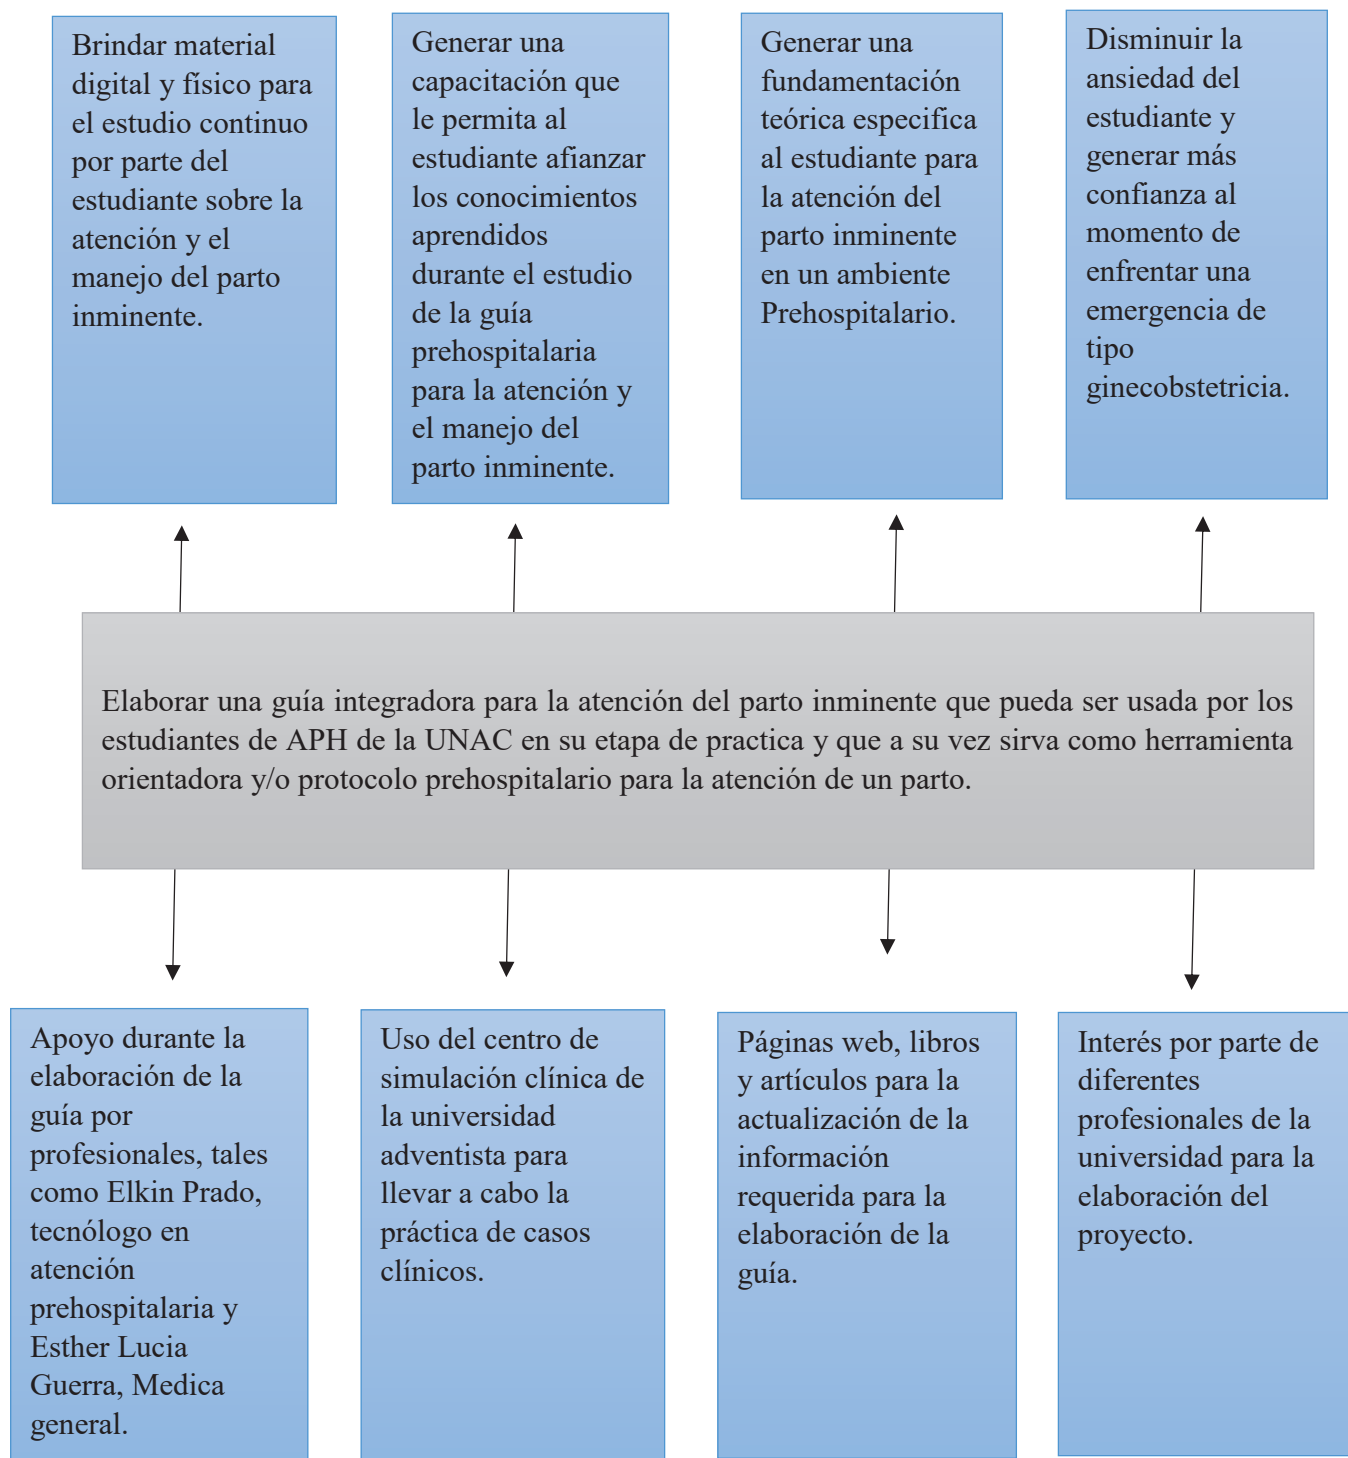 Brindar material
digital y físico para
el estudio continuo
por parte del
estudiante sobre la
atención y el
manejo del parto
inminente.
Generar una
capacitación que
le permita al
estudiante afianzar
los conocimientos
aprendidos
durante el estudio
de la guía
prehospitalaria
para la atención y
el manejo del
parto inminente.
Generar una
fundamentación
teórica especifica
al estudiante para
la atención del
parto inminente
en un ambiente
Prehospitalario.
Disminuir la
ansiedad del
estudiante y
generar más
confianza al
momento de
enfrentar una
emergencia de
tipo
ginecobstetricia.
Elaborar una guía integradora para la atención del parto inminente que pueda ser usada por los
estudiantes de APH de la UNAC en su etapa de practica y que a su vez sirva como herramienta
orientadora y/o protocolo prehospitalario para la atención de un parto.
Apoyo durante la
elaboración de la
guía por
profesionales, tales
como Elkin Prado,
tecnólogo en
atención
prehospitalaria y
Esther Lucia
Guerra, Medica
general.
Uso del centro de
simulación clínica de
la universidad
adventista para
llevar a cabo la
práctica de casos
clínicos.
Páginas web, libros
y artículos para la
actualización de la
información
requerida para la
elaboración de la
guía.
Interés por parte de
diferentes
profesionales de la
universidad para la
elaboración del
proyecto.